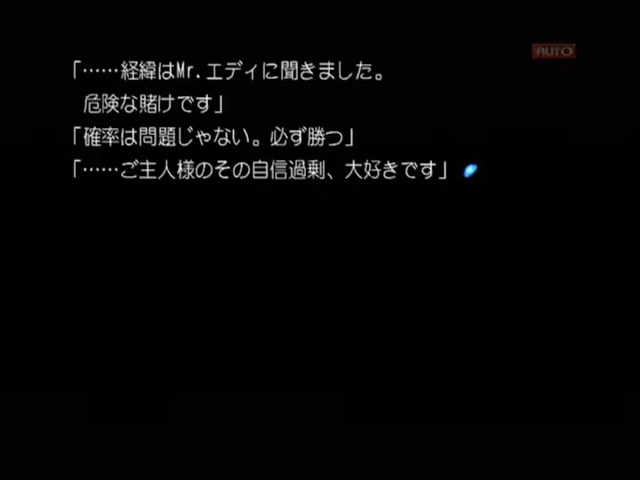 AUTO
「……経緯はMr.エディに聞きました。
危険な賭けです」
「確率は問題じゃない。必ず勝つ」
「……ご主人様のその自信過剰、大好きです」